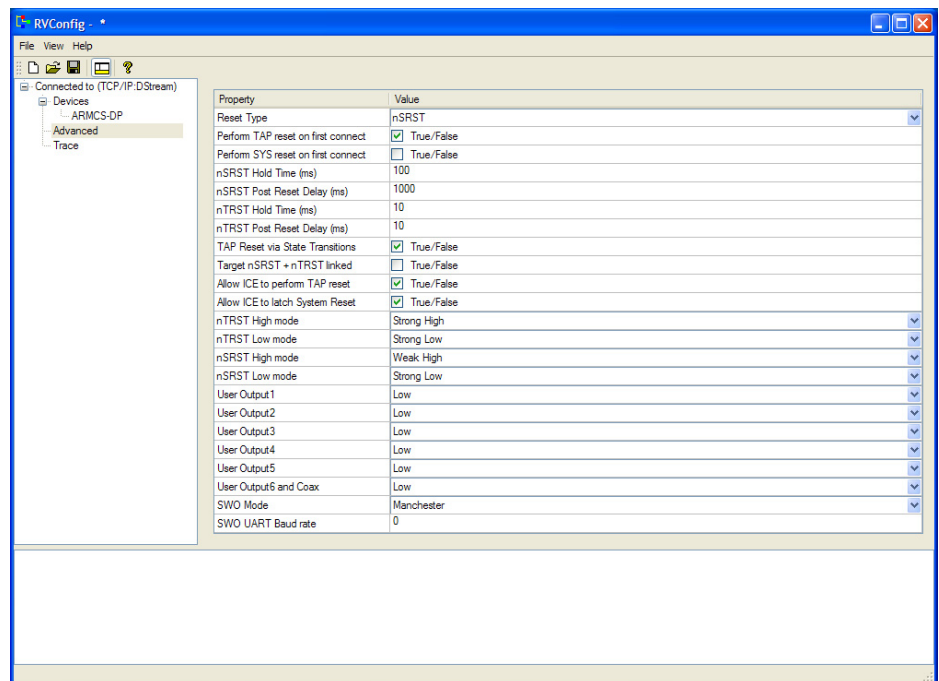 RVConfig - *
File View Help
Connected to (TCP/IP:DStream)
Devices
ARMCS-DP
Advanced
Trace
Property Value
Reset Type nSRST
Perform TAP reset on first connect True/False
Perform SYS reset on first connect True/False
nSRST Hold Time (ms) 100
nSRST Post Reset Delay (ms) 1000
nTRST Hold Time (ms) 10
nTRST Post Reset Delay (ms) 10
TAP Reset via State Transitions True/False
Target nSRST + nTRST linked True/False
Allow ICE to perform TAP reset True/False
Allow ICE to latch System Reset True/False
nTRST High mode Strong High
nTRST Low mode Strong Low
nSRST High mode Weak High
nSRST Low mode Strong Low
User Output1 Low
User Output2 Low
User Output3 Low
User Output4 Low
User Output5 Low
User Output6 and Coax Low
SWO Mode Manchester
SWO UART Baud rate 0